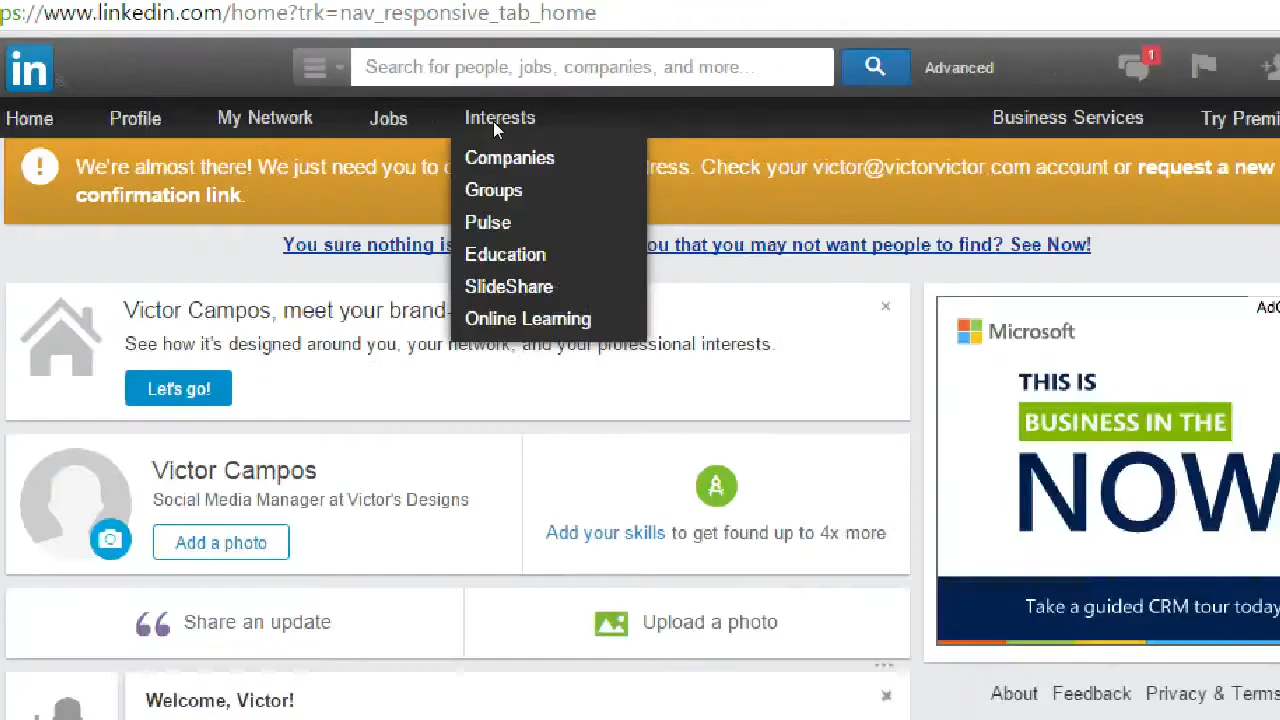 ps://www.linkedin.com/home?trk=nav_responsive_tab_home
in
Search for people, jobs, companies, and more...
Advanced
1
Home Profile My Network Jobs Interests Business Services Try Premi
Companies
Groups
Pulse
Education
SlideShare
Online Learning
We're almost there! We just need you to ress. Check your victor@victorvictor.com account or request a new
confirmation link.
You sure nothing is ou that you may not want people to find? See Now!
Victor Campos, meet your brand-
See how it's designed around you, your network, and your professional interests.
Let's go!
Victor Campos
Social Media Manager at Victor's Designs
Add a photo
Add your skills to get found up to 4x more
Share an update
Upload a photo
Welcome, Victor!
AdC
Microsoft
THIS IS
BUSINESS IN THE
NOW
Take a guided CRM tour today
About Feedback Privacy & Terms